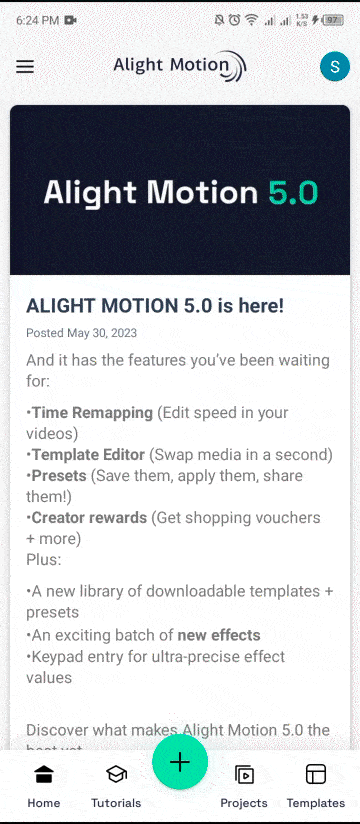 6:24 PM
1.53
K/S
97
Alight Motion
S
Alight Motion 5.0
ALIGHT MOTION 5.0 is here!
Posted May 30, 2023
And it has the features you've been waiting
for:
•Time Remapping (Edit speed in your
videos)
•Template Editor (Swap media in a second)
•Presets (Save them, apply them, share
them!)
•Creator rewards (Get shopping vouchers
+ more)
Plus:
•A new library of downloadable templates +
presets
•An exciting batch of new effects
•Keypad entry for ultra-precise effect
values
Discover what makes Alight Motion 5.0 the
best yet
Home
Tutorials
Projects
Templates